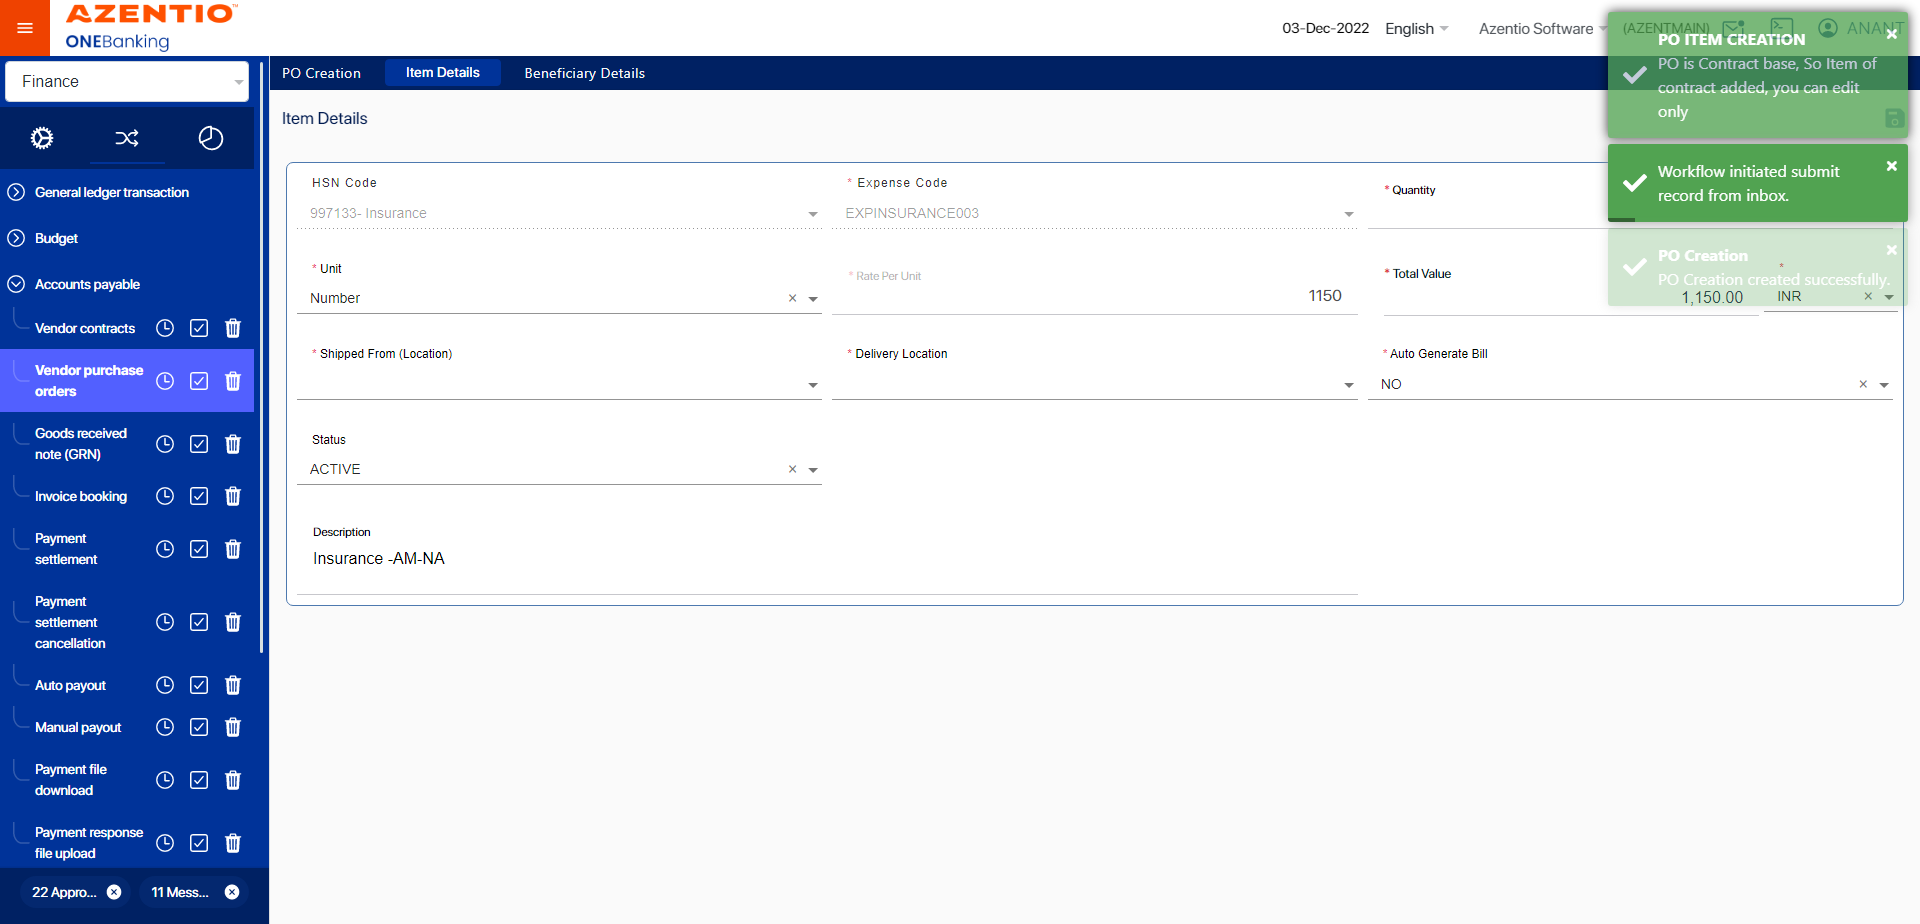 AZENTIO™
ONEBanking
03-Dec-2022
English
Azentio Software
(AZENTMAIN)
ANANT
Finance
PO Creation
Item Details
Beneficiary Details
PO ITEM CREATION
PO is Contract base, So Item of
contract added, you can edit
only
Workflow initiated submit
record from inbox.
PO Creation
PO Creation created successfully.
Item Details
General ledger transaction
Budget
Accounts payable
Vendor contracts
Vendor purchase
orders
Goods received
note (GRN)
Invoice booking
Payment
settlement
Payment
settlement
cancellation
Auto payout
Manual payout
Payment file
download
Payment response
file upload
22 Appro...
11 Mess...
HSN Code
997133- Insurance
* Expense Code
EXPINSURANCE003
* Quantity
* Unit
Number
* Rate Per Unit
1150
* Total Value
1,150.00
*
INR
* Shipped From (Location)
* Delivery Location
* Auto Generate Bill
NO
Status
ACTIVE
Description
Insurance -AM-NA